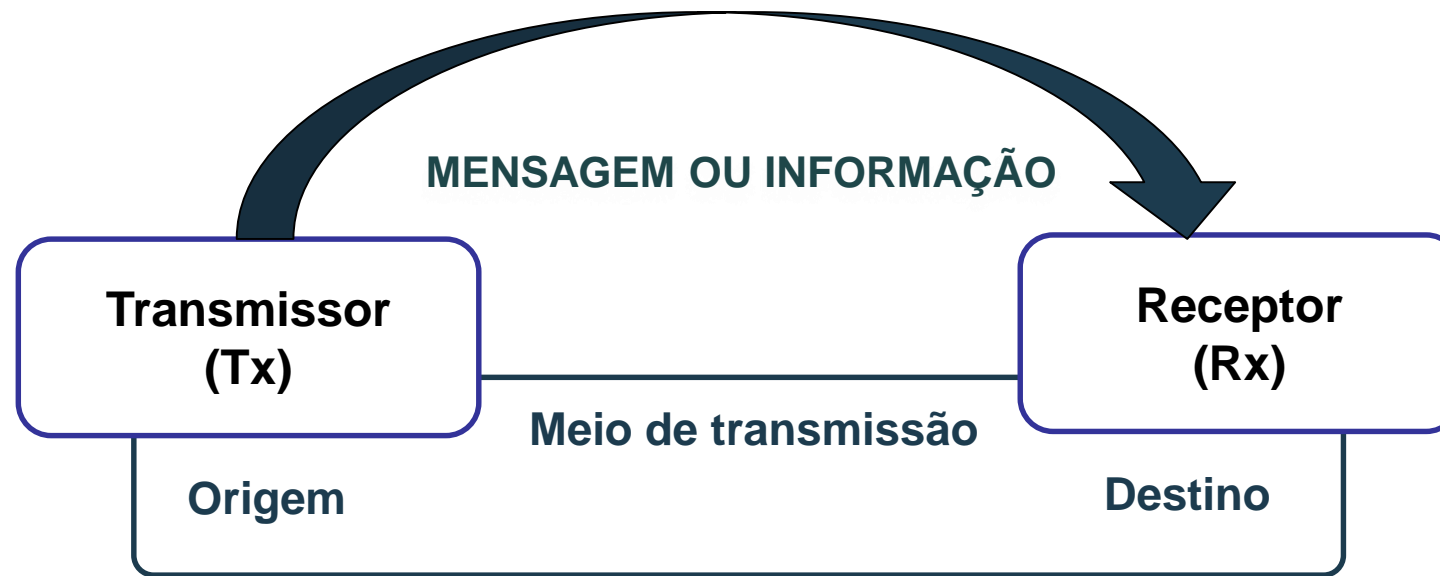 MENSAGEM OU INFORMAÇÃO
Transmissor
(Tx)
Receptor
(Rx)
Meio de transmissão
Origem
Destino